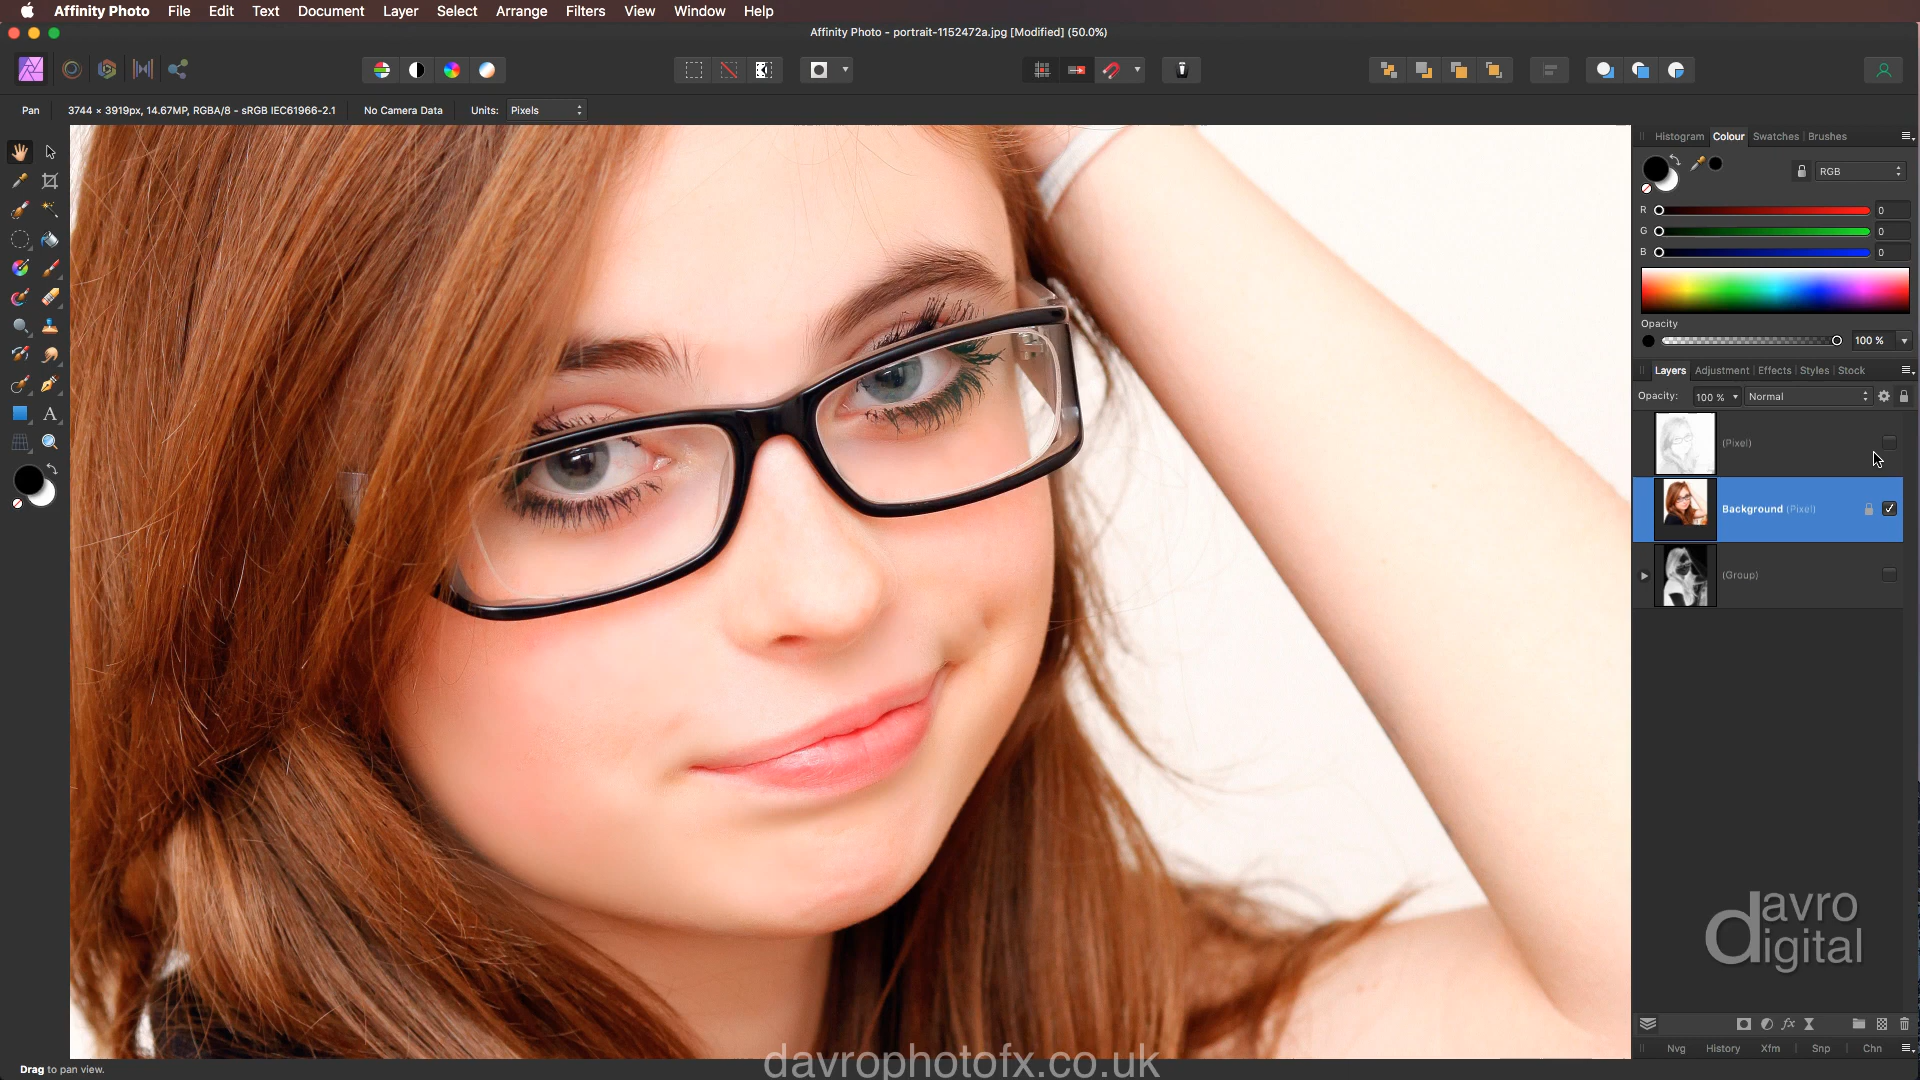 Affinity Photo File Edit Text Document Layer Select Arrange Filters View Window Help
Affinity Photo - portrait-1152472a.jpg [Modified] (50.0%)
Pan 3744 × 3919px, 14.67MP, RGBA/8 - sRGB IEC61966-2.1 No Camera Data Units: Pixels
Histogram Colour Swatches Brushes
RGB
R 0
G 0
B 0
Opacity
100 %
Layers Adjustment Effects Styles Stock
Opacity: 100 % Normal
(Pixel)
Background (Pixel)
(Group)
A
davro
digital
fx
Nvg History Xfm Snp Chn
davrophotofx.co.uk
Drag to pan view.